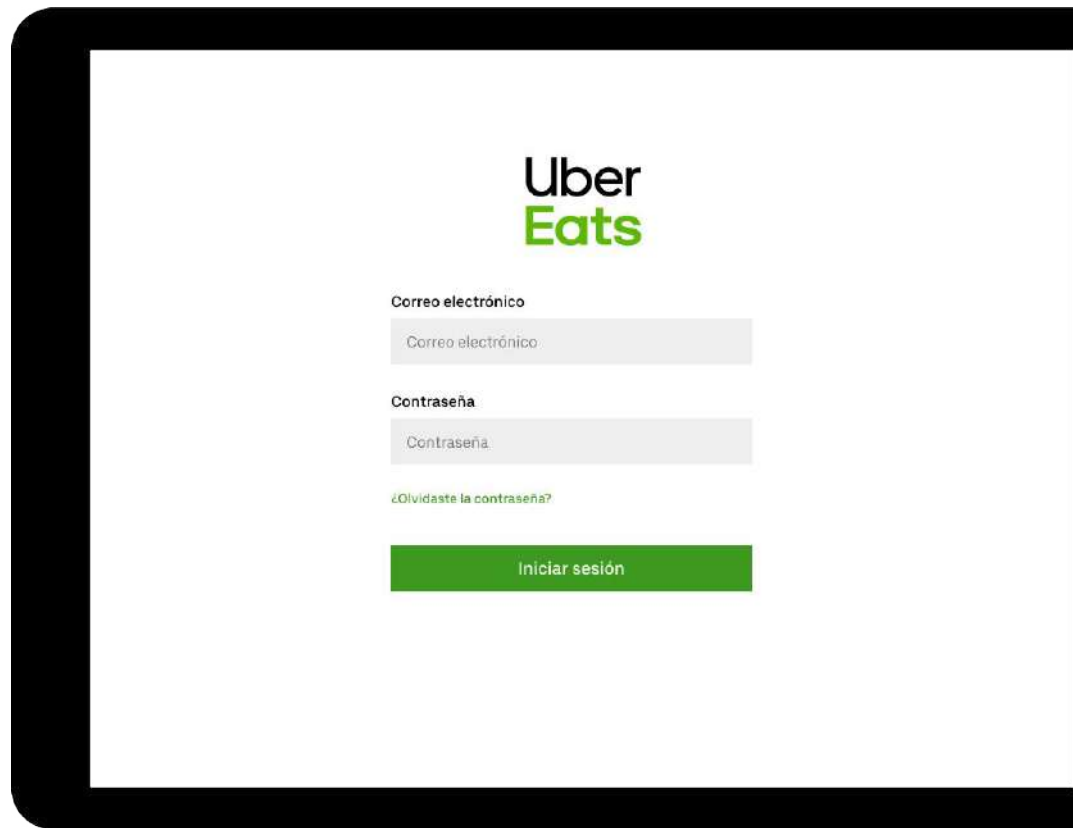 Uber
Eats
Correo electrónico
Correo electrónico
Contraseña
Contraseña
¿Olvidaste la contraseña?
Iniciar sesión